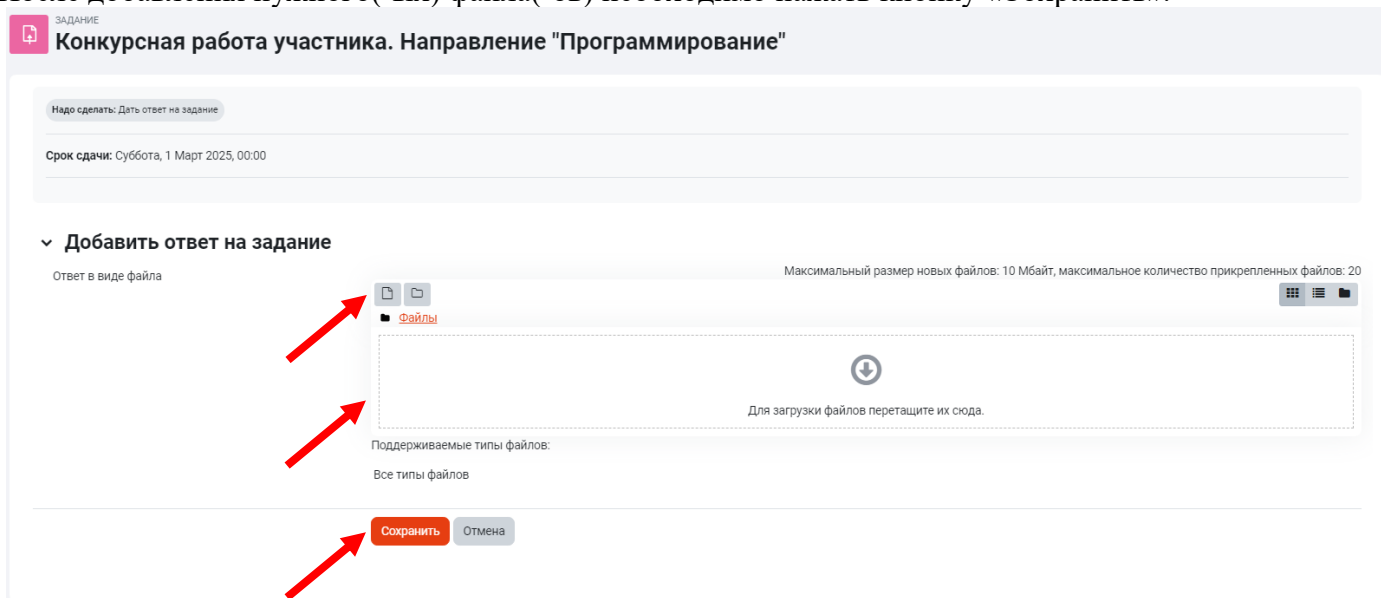 ЗАДАНИЕ
Конкурсная работа участника. Направление "Программирование"
Надо сделать: Дать ответ на задание
Срок сдачи: Суббота, 1 Март 2025, 00:00
Добавить ответ на задание
Ответ в виде файла
Максимальный размер новых файлов: 10 Мбайт, максимальное количество прикрепленных файлов: 20
Файлы
Для загрузки файлов перетащите их сюда.
Поддерживаемые типы файлов:
Все типы файлов
Сохранить Отмена